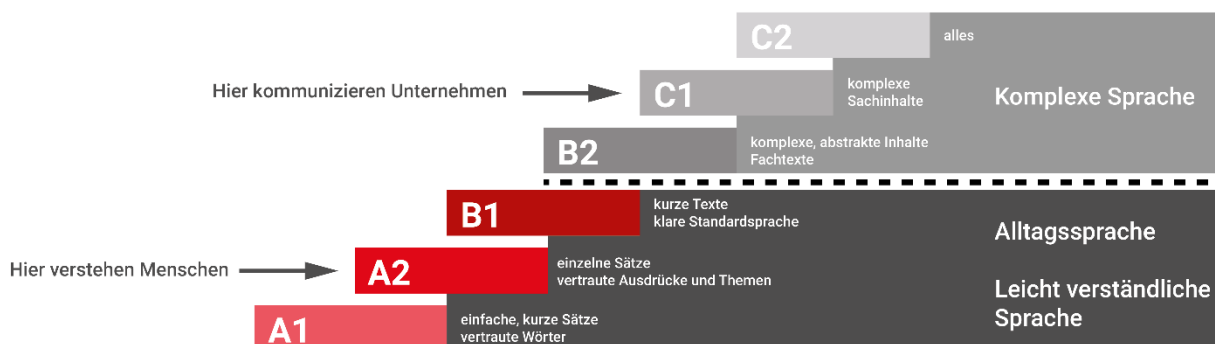 C2
alles
Hier kommunizieren Unternehmen
C1
komplexe
Sachinhalte
Komplexe Sprache
B2
komplexe, abstrakte Inhalte
Fachtexte
B1
kurze Texte
klare Standardsprache
Alltagssprache
Hier verstehen Menschen
A2
einzelne Sätze
vertraute Ausdrücke und Themen
Leicht verständliche
Sprache
A1
einfache, kurze Sätze
vertraute Wörter